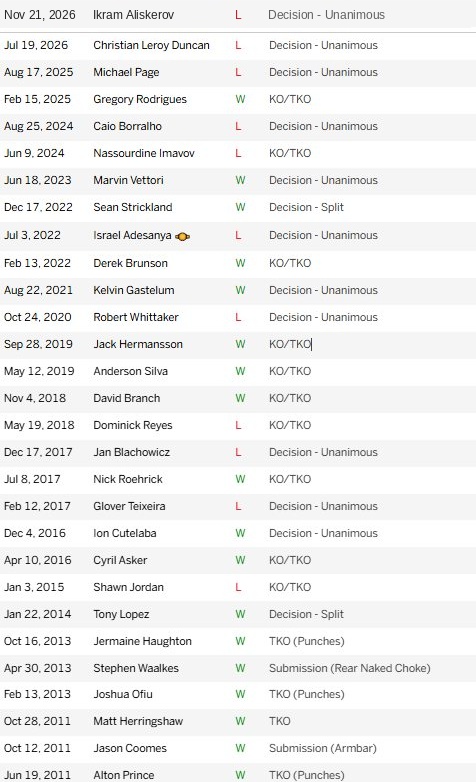 Nov 21, 2026 Ikram Aliskerov L Decision - Unanimous
Jul 19, 2026 Christian Leroy Duncan L Decision - Unanimous
Aug 17, 2025 Michael Page L Decision - Unanimous
Feb 15, 2025 Gregory Rodrigues W KO/TKO
Aug 25, 2024 Caio Borralho L Decision - Unanimous
Jun 9, 2024 Nassourdine Imavov L KO/TKO
Jun 18, 2023 Marvin Vettori W Decision - Unanimous
Dec 17, 2022 Sean Strickland W Decision - Split
Jul 3, 2022 Israel Adesanya L Decision - Unanimous
Feb 13, 2022 Derek Brunson W KO/TKO
Aug 22, 2021 Kelvin Gastelum W Decision - Unanimous
Oct 24, 2020 Robert Whittaker L Decision - Unanimous
Sep 28, 2019 Jack Hermansson W KO/TKO
May 12, 2019 Anderson Silva W KO/TKO
Nov 4, 2018 David Branch W KO/TKO
May 19, 2018 Dominick Reyes L KO/TKO
Dec 17, 2017 Jan Blachowicz L Decision - Unanimous
Jul 8, 2017 Nick Roehrick W KO/TKO
Feb 12, 2017 Glover Teixeira L Decision - Unanimous
Dec 4, 2016 Ion Cutelaba W Decision - Unanimous
Apr 10, 2016 Cyril Asker W KO/TKO
Jan 3, 2015 Shawn Jordan L KO/TKO
Jan 22, 2014 Tony Lopez W Decision - Split
Oct 16, 2013 Jermaine Haughton W TKO (Punches)
Apr 30, 2013 Stephen Waalkes W Submission (Rear Naked Choke)
Feb 13, 2013 Joshua Ofiu W TKO (Punches)
Oct 28, 2011 Matt Herringshaw W TKO
Oct 12, 2011 Jason Coomes W Submission (Armbar)
Jun 19, 2011 Alton Prince W TKO (Punches)